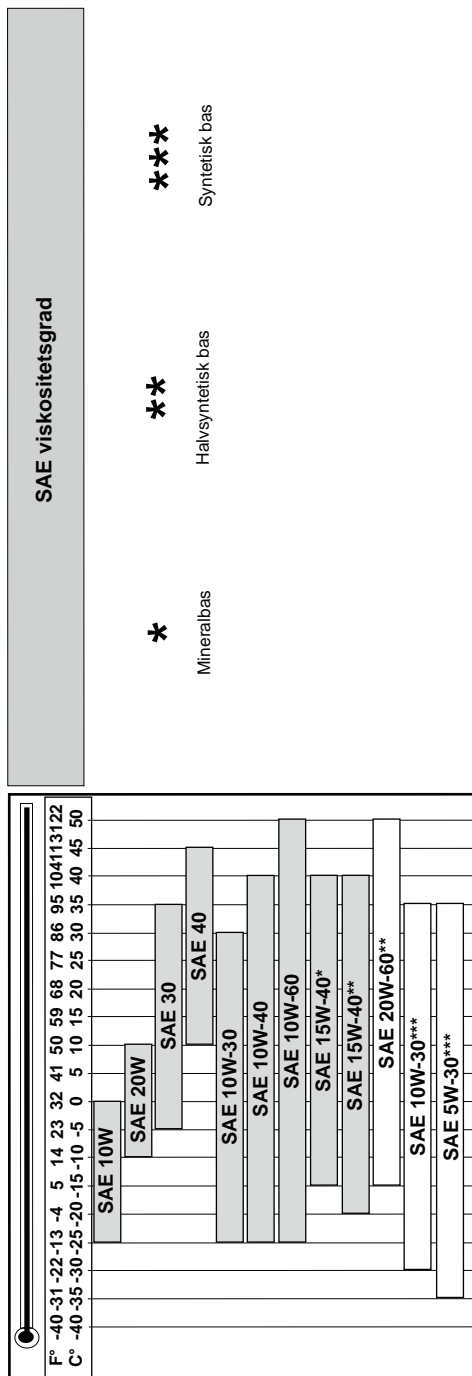 SAE viskositetsgrad
*
**
***
Mineralbas
Halvsyntetisk bas
Syntetisk bas
F° -40 -31 -22 -13 -4 5 14 23 32 41 50 59 68 77 86 95 104 113 122
C° -40 -35 -30 -25 -20 -15 -10 -5 0 5 10 15 20 25 30 35 40 45 50
SAE 10W
SAE 20W
SAE 30
SAE 40
SAE 10W-30
SAE 10W-40
SAE 10W-60
SAE 15W-40*
SAE 15W-40**
SAE 20W-60**
SAE 10W-30***
SAE 5W-30***